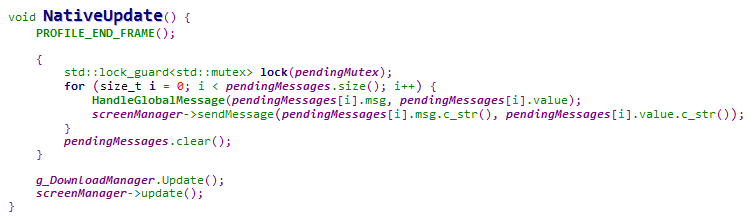 void NativeUpdate() {
    PROFILE_END_FRAME();

    {
        std::lock_guard<std::mutex> lock(pendingMutex);
        for (size_t i = 0; i < pendingMessages.size(); i++) {
            HandleGlobalMessage(pendingMessages[i].msg, pendingMessages[i].value);
            screenManager->sendMessage(pendingMessages[i].msg.c_str(), pendingMessages[i].value.c_str());
        }
        pendingMessages.clear();
    }

    g_DownloadManager.Update();
    screenManager->update();
}